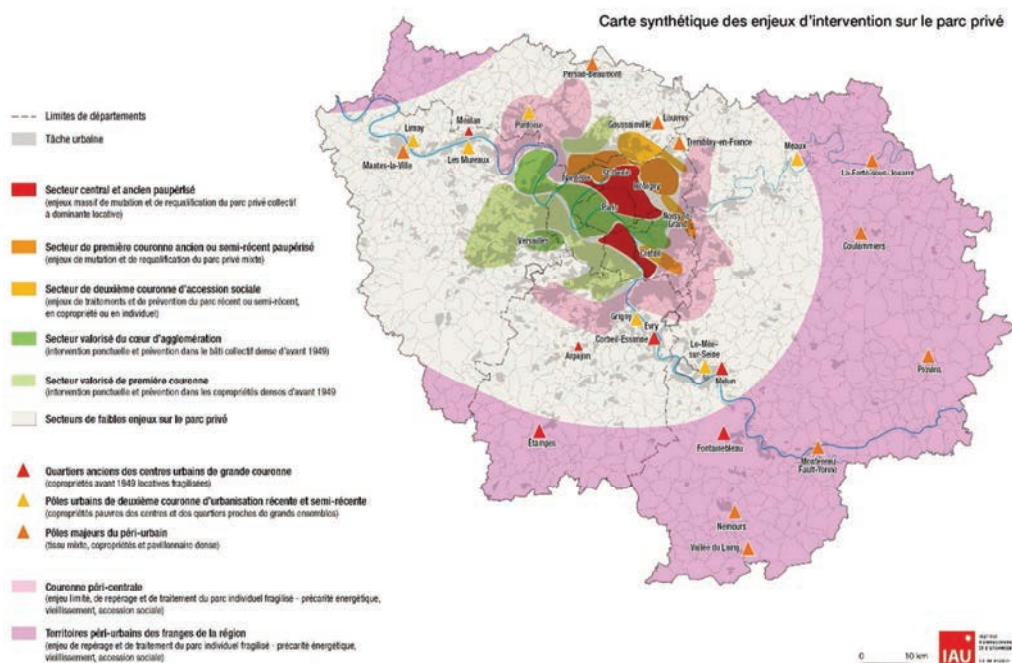 Carte synthétique des enjeux d'intervention sur le parc privé
Limites de départements
Tâche urbaine
Secteur central et ancien paupérisé
(enjeux massif de mutation et de requalification du parc privé collectif
à dominante locative)
Secteur de première couronne ancien ou semi-récent paupérisé
(enjeux de mutation et de requalification du parc privé mixte)
Secteur de deuxième couronne d'accession sociale
(enjeux de traitements et de prévention du parc récent ou semi-récent,
en copropriété ou en individuel)
Secteur valorisé du cœur d'agglomération
(intervention ponctuelle et prévention dans le bâti collectif dense d'avant 1949)
Secteur valorisé de première couronne
(intervention ponctuelle et prévention dans les copropriétés denses d'avant 1949
Secteurs de faibles enjeux sur le parc privé
Quartiers anciens des centres urbains de grande couronne
(copropriétés avant 1949 locatives fragilisées)
Pôles urbains de deuxième couronne d'urbanisation récente et semi-récente
(copropriétés pauvres des centres et des quartiers proches de grands ensembles)
Pôles majeurs du péri-urbain
(tissu mixte, copropriétés et pavillonnaire dense)
Couronne péri-centrale
(enjeu limité, de repérage et de traitement du parc individuel fragilisé - précarité énergétique,
vieillissement, accession sociale)
Territoires péri-urbains des franges de la région
(enjeu de repérage et de traitement du parc individuel fragilisé - précarité énergétique,
vieillissement, accession sociale)
Persan-Beaumont
Pontoise
Goussainville
Louvres
Tremblay-en-France
Limay
Meulan
Mantes-la-Ville
Les Mureaux
Meaux
La-Ferté-sous-Jouarre
St-Denis
Bobigny
Paris
Noisy-le-Grand
Versailles
Créteil
Coulommiers
Grigny
Evry
Corbeil-Essonne
Arpajon
Le-Mée-
sur-Seine
Melun
Provins
Étampes
Fontainebleau
Montereau-
Fault-Yonne
Nemours
Vallée du Loing
0 10 km
IAU